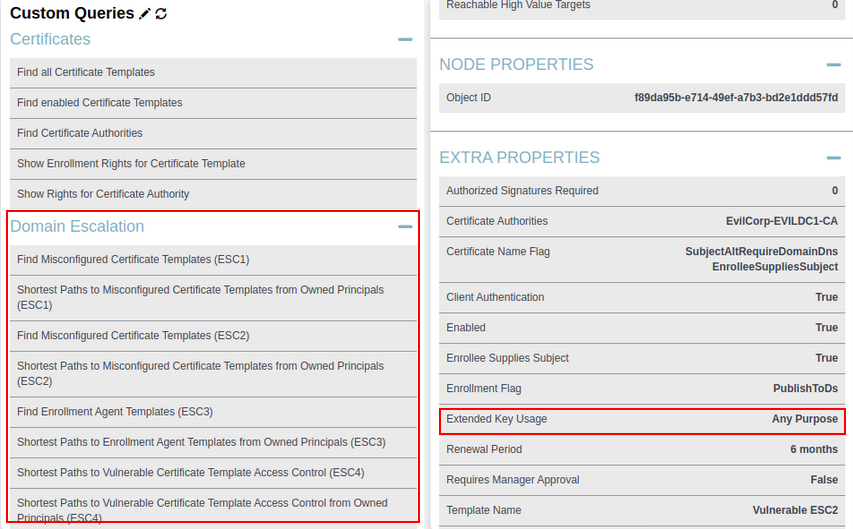 Custom Queries
Certificates
Find all Certificate Templates
Find enabled Certificate Templates
Find Certificate Authorities
Show Enrollment Rights for Certificate Template
Show Rights for Certificate Authority
Domain Escalation
Find Misconfigured Certificate Templates (ESC1)
Shortest Paths to Misconfigured Certificate Templates from Owned Principals
(ESC1)
Find Misconfigured Certificate Templates (ESC2)
Shortest Paths to Misconfigured Certificate Templates from Owned Principals
(ESC2)
Find Enrollment Agent Templates (ESC3)
Shortest Paths to Enrollment Agent Templates from Owned Principals (ESC3)
Shortest Paths to Vulnerable Certificate Template Access Control (ESC4)
Shortest Paths to Vulnerable Certificate Template Access Control from Owned
Principals (ESC4)
Reachable High Value Targets 0
NODE PROPERTIES
Object ID f89da95b-e714-49ef-a7b3-bd2e1ddd57fd
EXTRA PROPERTIES
Authorized Signatures Required 0
Certificate Authorities EvilCorp-EVILDC1-CA
Certificate Name Flag SubjectAltRequireDomainDns
EnrolleeSuppliesSubject
Client Authentication True
Enabled True
Enrollee Supplies Subject True
Enrollment Flag PublishToDs
Extended Key Usage Any Purpose
Renewal Period 6 months
Requires Manager Approval False
Template Name Vulnerable ESC2